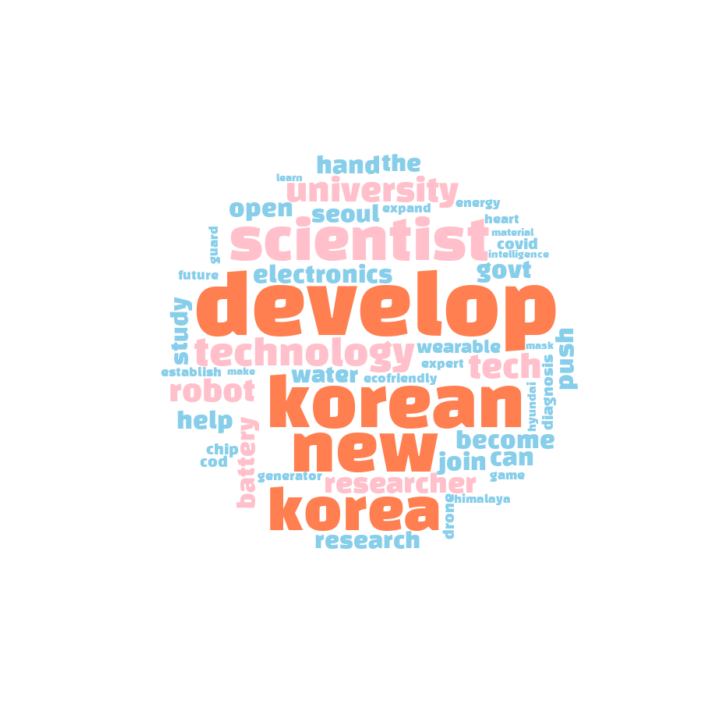 hand the
learn
university
energy
open seoul expand
heart
scientist
material
covid
guard
intelligence
future electronics govt
develop
study
technology wearable mask push
expert tech
establish make water ecofriendly
diagnosis
robot korean hyundai
help
new become
chip battery join can
cod
generator researcher game
korea drone himalaya
research